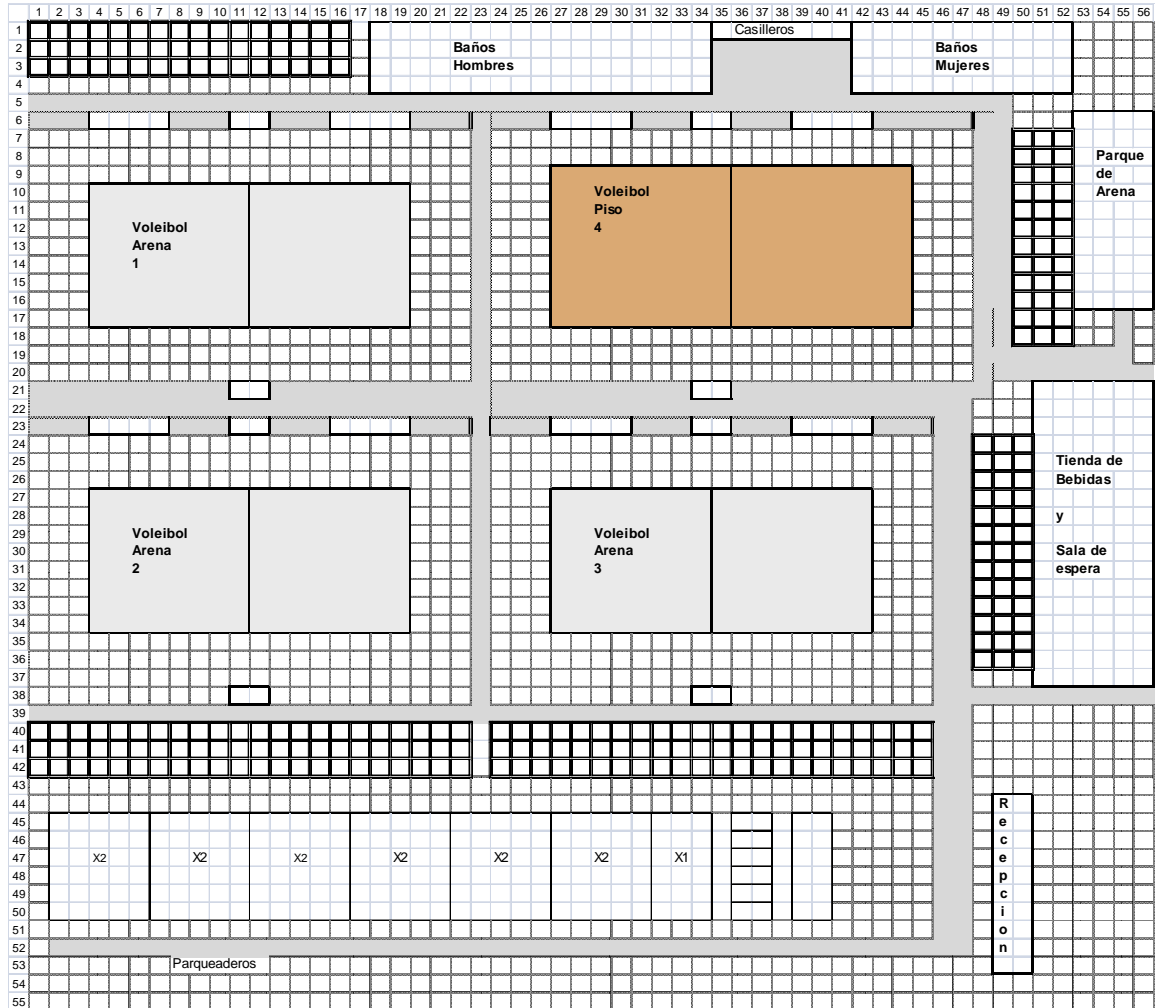 1 2 3 4 5 6 7 8 9 10 11 12 13 14 15 16 17 18 19 20 21 22 23 24 25 26 27 28 29 30 31 32 33 34 35 36 37 38 39 40 41 42 43 44 45 46 47 48 49 50 51 52 53 54 55 56
1 Casilleros
2 Baños Baños
3 Hombres Mujeres
4
5
6
7
8 Parque
9 de
10 Voleibol Arena
11 Piso
12 Voleibol 4
13 Arena
14 1
15
16
17
18
19
20
21
22
23
24
25 Tienda de
26 Bebidas
27
28 y
29 Voleibol Voleibol
30 Arena Arena Sala de
31 2 3 espera
32
33
34
35
36
37
38
39
40
41
42
43
44 R
45 e
46 c
47 X2 X2 X2 X2 X2 X2 X1 e
48 p
49 c
50 i
51 o
52 n
53 Parqueaderos
54
55